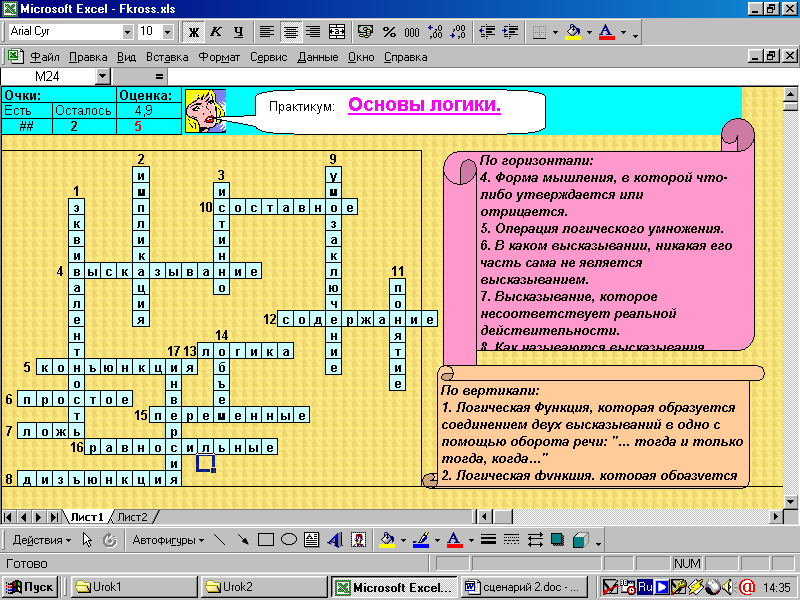 Microsoft Excel - Fkross.xls
Arial Cyr 10 Ж К Ч % 000
Файл Правка Вид Вставка Формат Сервис Данные Окно Справка
M24 =
Очки: Оценка:
Есть Осталось 4,9
## 2 5
Практикум: Основы логики.
1 эквивалентность
2 импликация
3 истинно
9 умозаключение
10 составное
4 высказывание
11 понятие
12 содержание
14 объем
17 инверсия
13 логика
5 конъюнкция
6 простое
15 переменные
7 ложь
16 равносильные
8 дизъюнкция
По горизонтали:
4. Форма мышления, в которой что-
либо утверждается или
отрицается.
5. Операция логического умножения.
6. В каком высказывании, никакая его
часть сама не является
высказыванием.
7. Высказывание, которое
несоответствует реальной
действительности.
8. Как называются высказывания
По вертикали:
1. Логическая Функция, которая образуется
соединением двух высказываний в одно с
помощью оборота речи: "... тогда и только
тогда, когда..."
2. Логическая функция, которая образуется
Лист1 Лист2
Действия Автофигуры
Готово NUM
Пуск Urok1 Urok2 Microsoft Excel... сценарий 2.doc - ... Ru 14:35